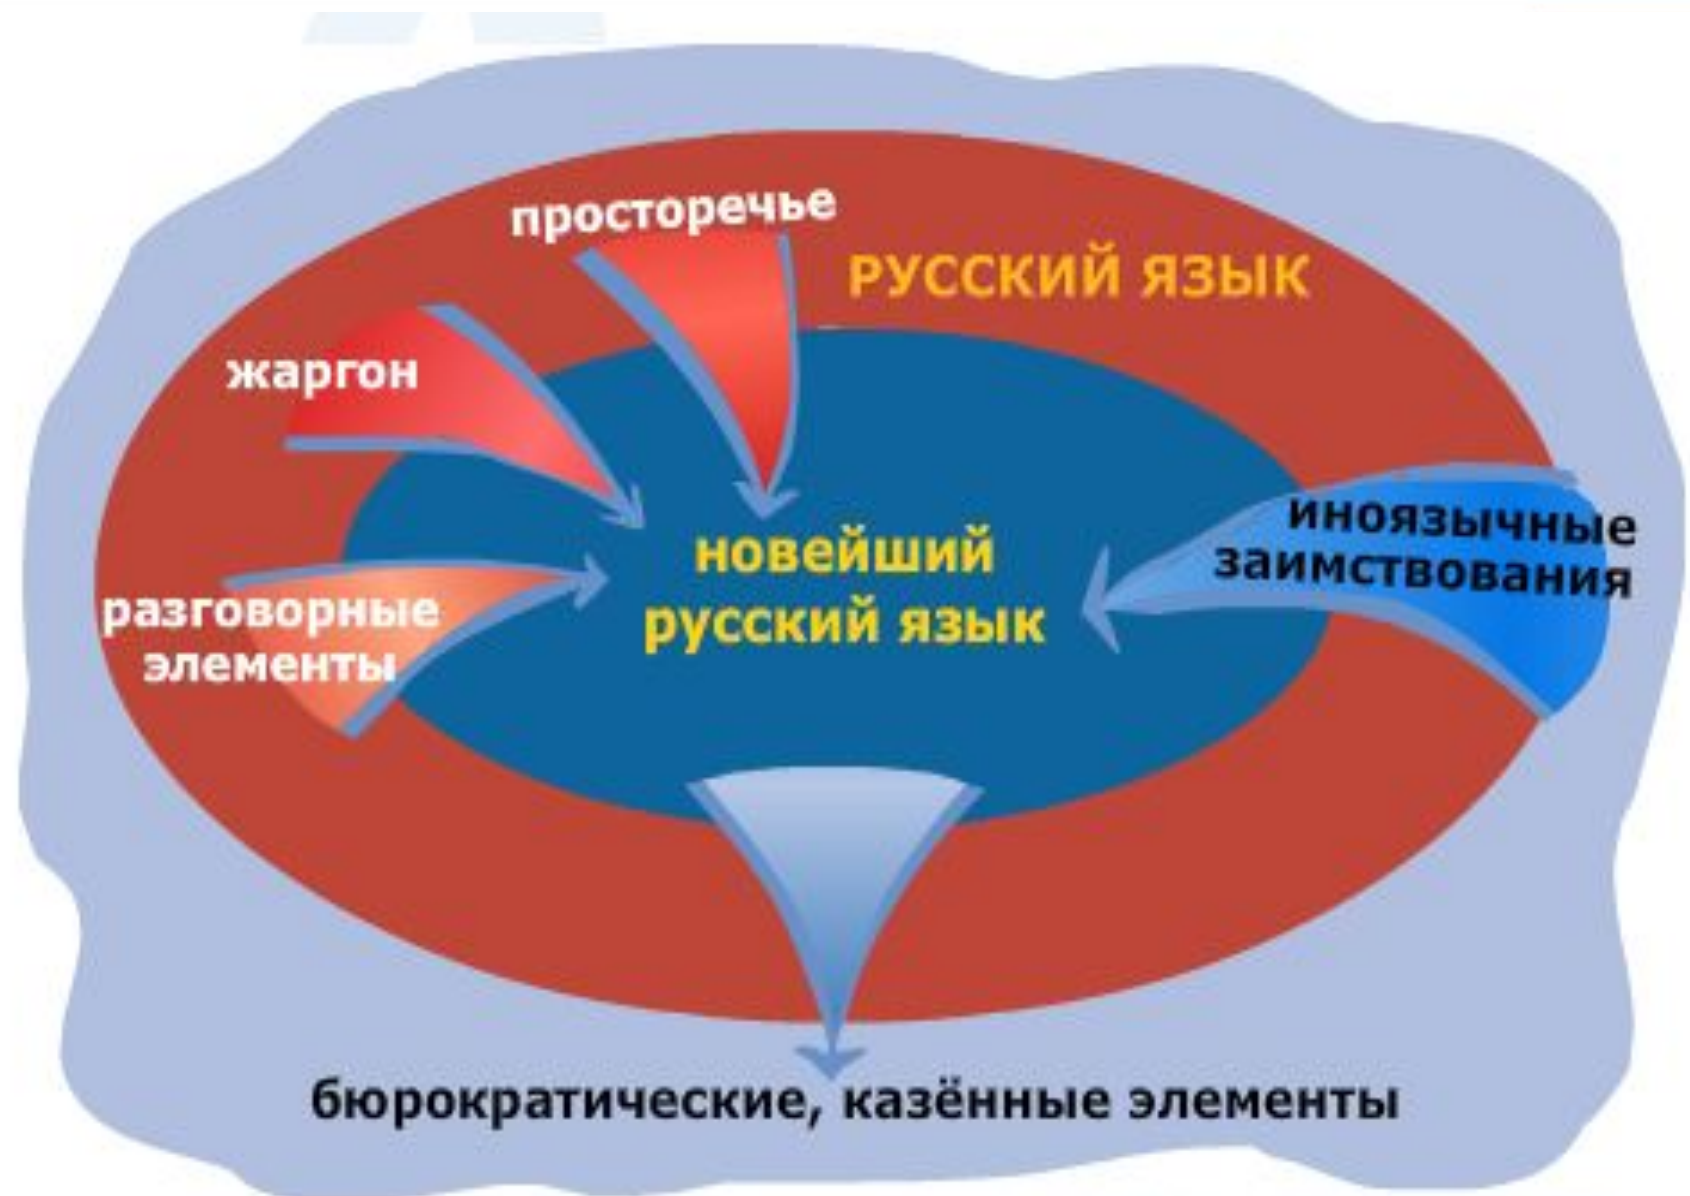 просторечье
РУССКИЙ ЯЗЫК
жаргон
иноязычные
заимствования
новейший
русский язык
разговорные
элементы
бюрократические, казённые элементы